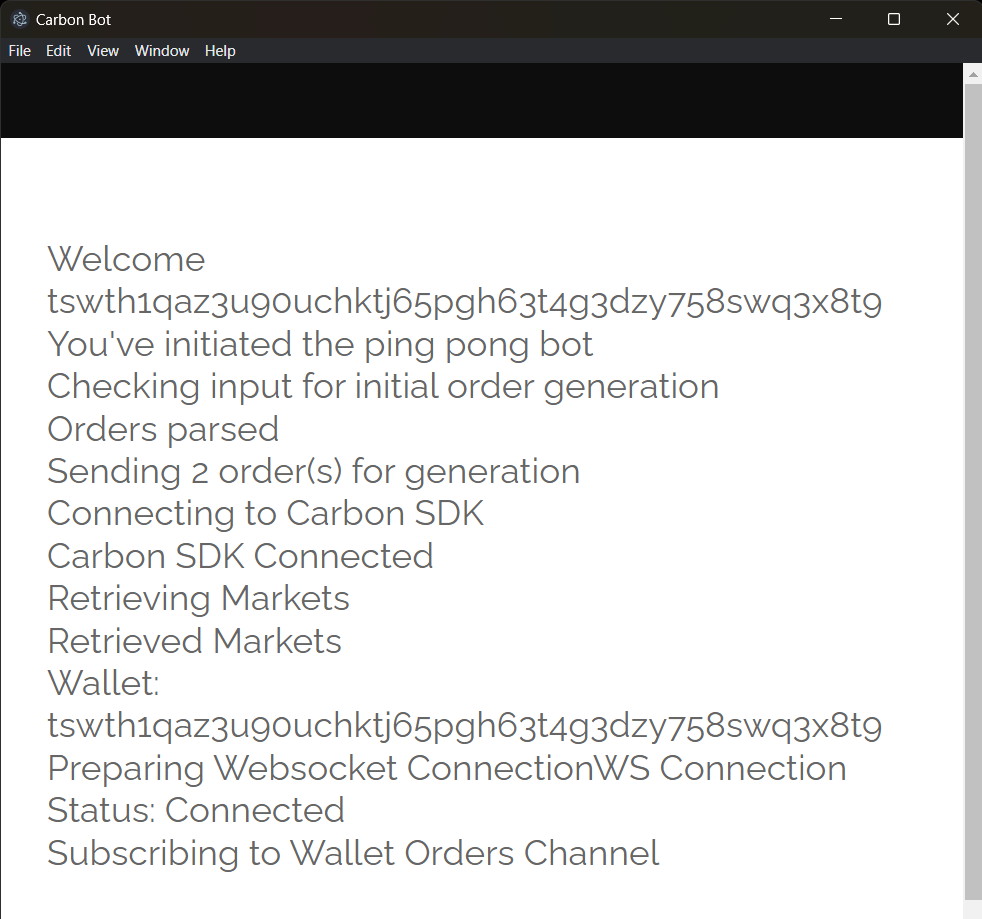 Carbon Bot
File Edit View Window Help
Welcome
tswth1qaz3u90uchktj65pgh63t4g3dzy758swq3x8t9
You've initiated the ping pong bot
Checking input for initial order generation
Orders parsed
Sending 2 order(s) for generation
Connecting to Carbon SDK
Carbon SDK Connected
Retrieving Markets
Retrieved Markets
Wallet:
tswth1qaz3u90uchktj65pgh63t4g3dzy758swq3x8t9
Preparing Websocket ConnectionWS Connection
Status: Connected
Subscribing to Wallet Orders Channel